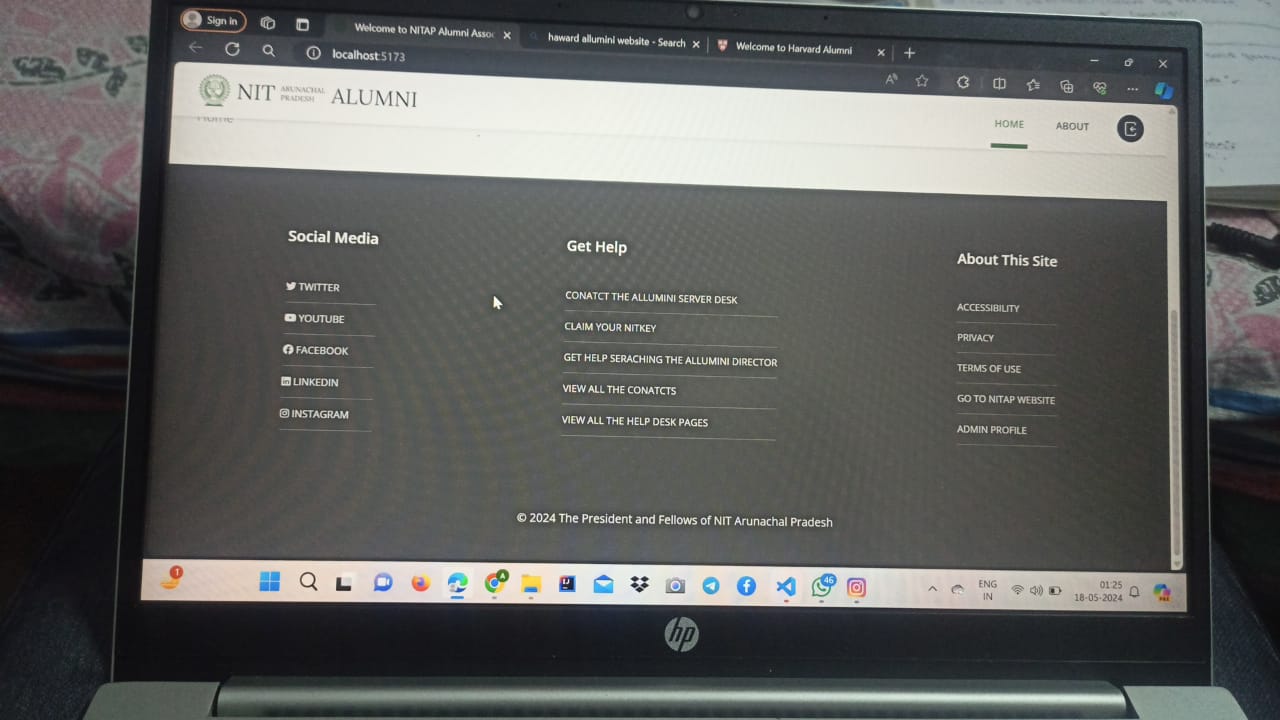 Sign in
Welcome to NITAP Alumni Assoc
haward allumini website - Search
Welcome to Harvard Alumni
localhost:5173
NIT ARUNACHAL PRADESH ALUMNI
HOME
ABOUT
Home
Social Media
TWITTER
YOUTUBE
FACEBOOK
LINKEDIN
INSTAGRAM
Get Help
CONATCT THE ALLUMINI SERVER DESK
CLAIM YOUR NITKEY
GET HELP SERACHING THE ALLUMINI DIRECTOR
VIEW ALL THE CONATCTS
VIEW ALL THE HELP DESK PAGES
About This Site
ACCESSIBILITY
PRIVACY
TERMS OF USE
GO TO NITAP WEBSITE
ADMIN PROFILE
© 2024 The President and Fellows of NIT Arunachal Pradesh
1
A
46
ENG
IN
01:25
18-05-2024
hp